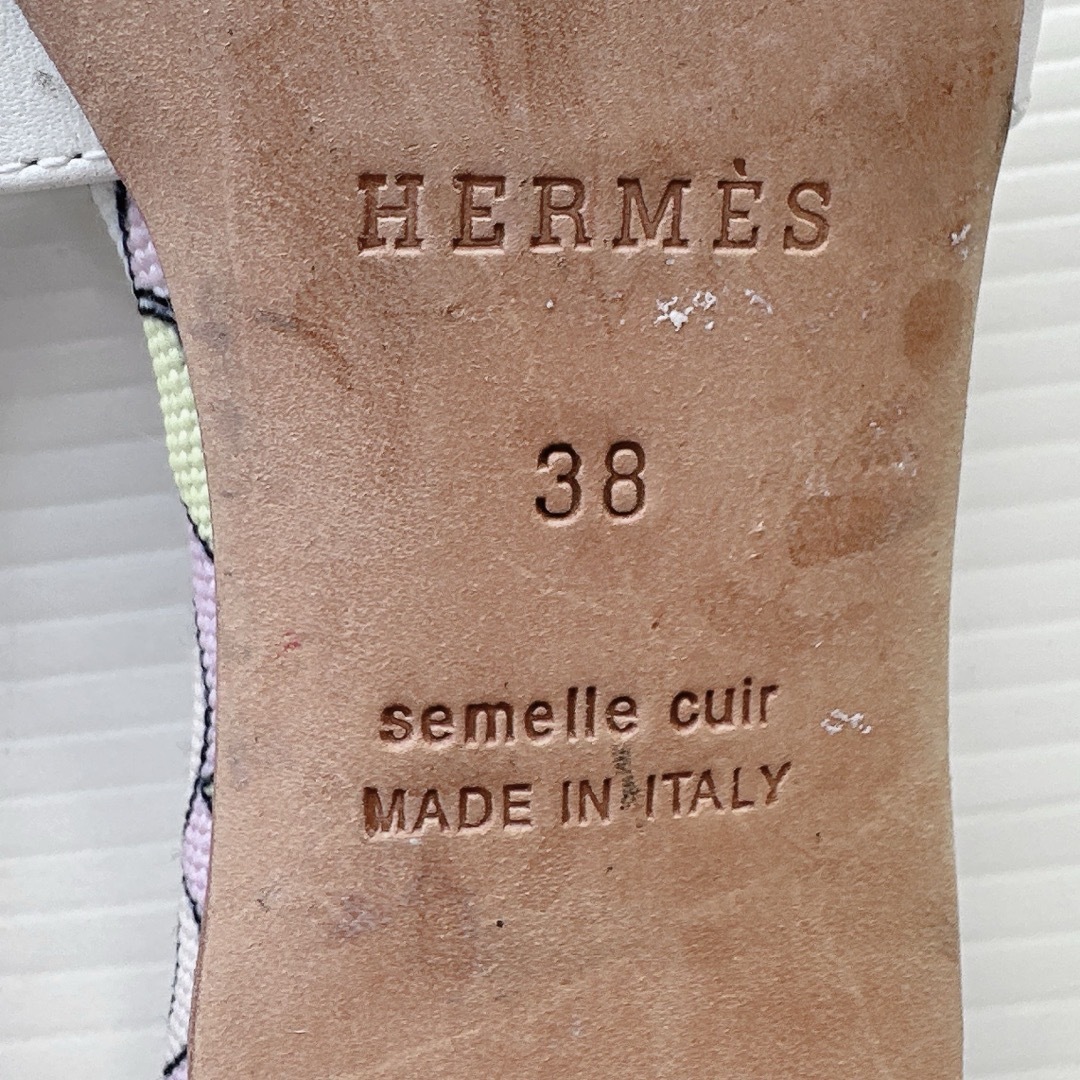 HERMÈS
38
semelle cuir
MADE IN ITALY